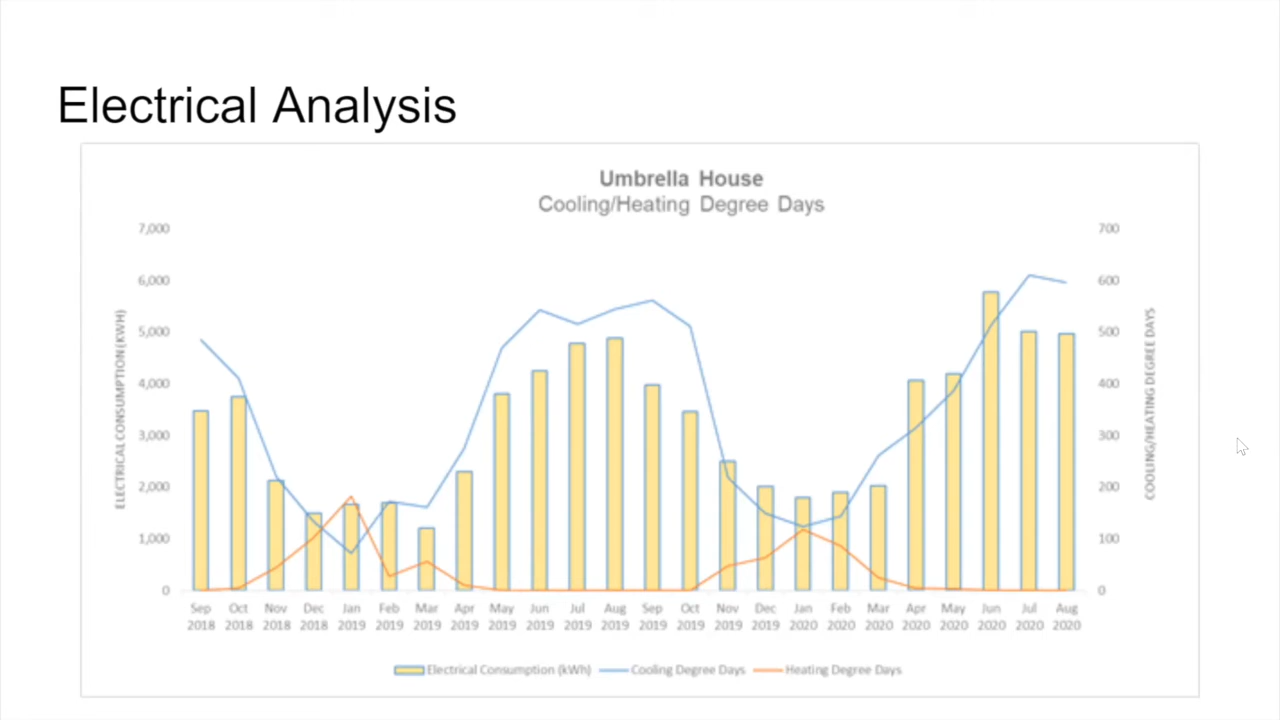 Electrical Analysis
Umbrella House
Cooling/Heating Degree Days
7,000
6,000
5,000
4,000
3,000
2,000
1,000
0
ELECTRICAL CONSUMPTION (KWH)
700
600
500
400
300
200
100
0
COOLING/HEATING DEGREE DAYS
Sep Oct Nov Dec Jan Feb Mar Apr May Jun Jul Aug Sep Oct Nov Dec Jan Feb Mar Apr May Jun Jul Aug
2018 2018 2018 2018 2019 2019 2019 2019 2019 2019 2019 2019 2019 2019 2019 2019 2020 2020 2020 2020 2020 2020 2020 2020
Electrical Consumption (kWh) Cooling Degree Days Heating Degree Days